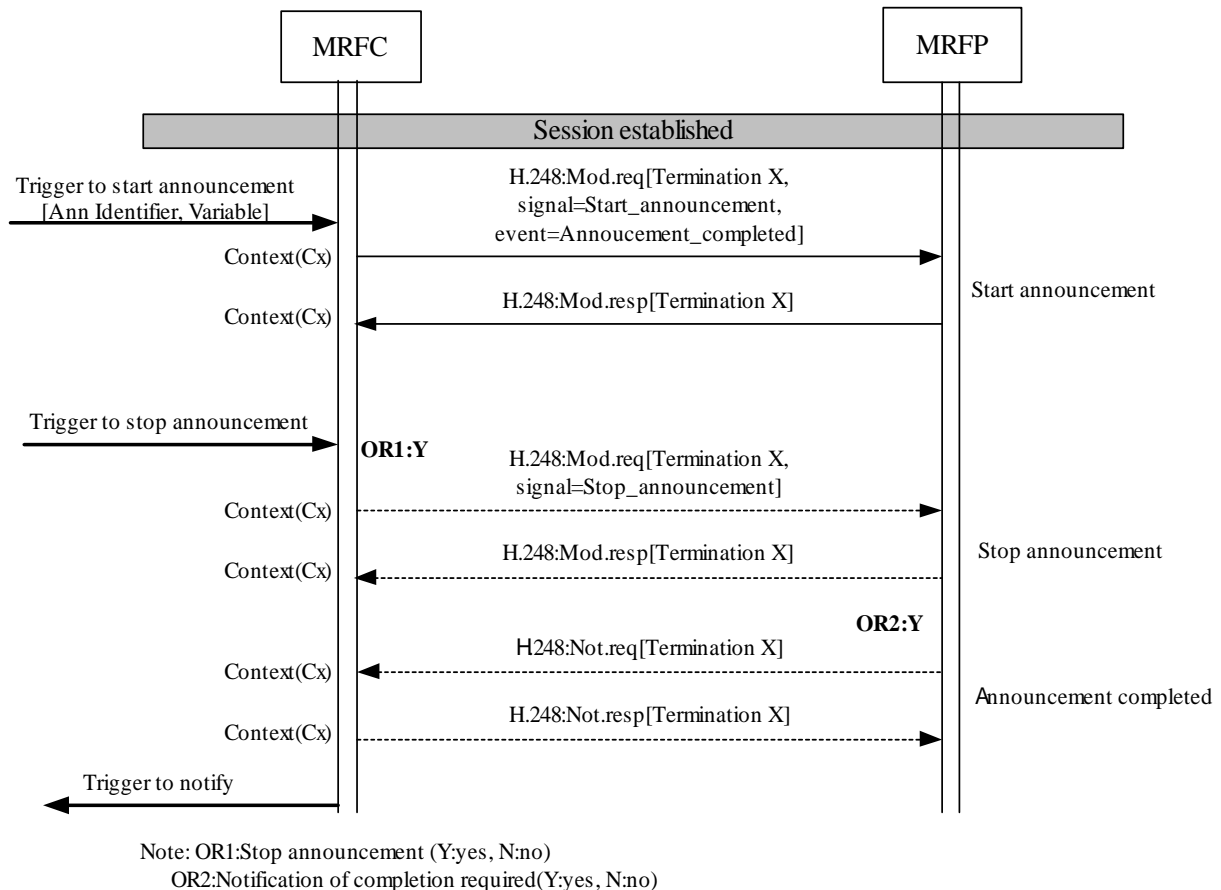 MRFC
MRFP
Session established
Trigger to start announcement
[Ann Identifier, Variable]
H.248:Mod.req[Termination X,
signal=Start_announcement,
event=Annoucement_completed]
Context(Cx)
Start announcement
H.248:Mod.resp[Termination X]
Context(Cx)
Trigger to stop announcement
OR1:Y
H.248:Mod.req[Termination X,
signal=Stop_announcement]
Context(Cx)
H.248:Mod.resp[Termination X]
Stop announcement
Context(Cx)
OR2:Y
H248:Not.req[Termination X]
Context(Cx)
Announcement completed
H.248:Not.resp[Termination X]
Context(Cx)
Trigger to notify
Note: OR1:Stop announcement (Y:yes, N:no)
OR2:Notification of completion required(Y:yes, N:no)